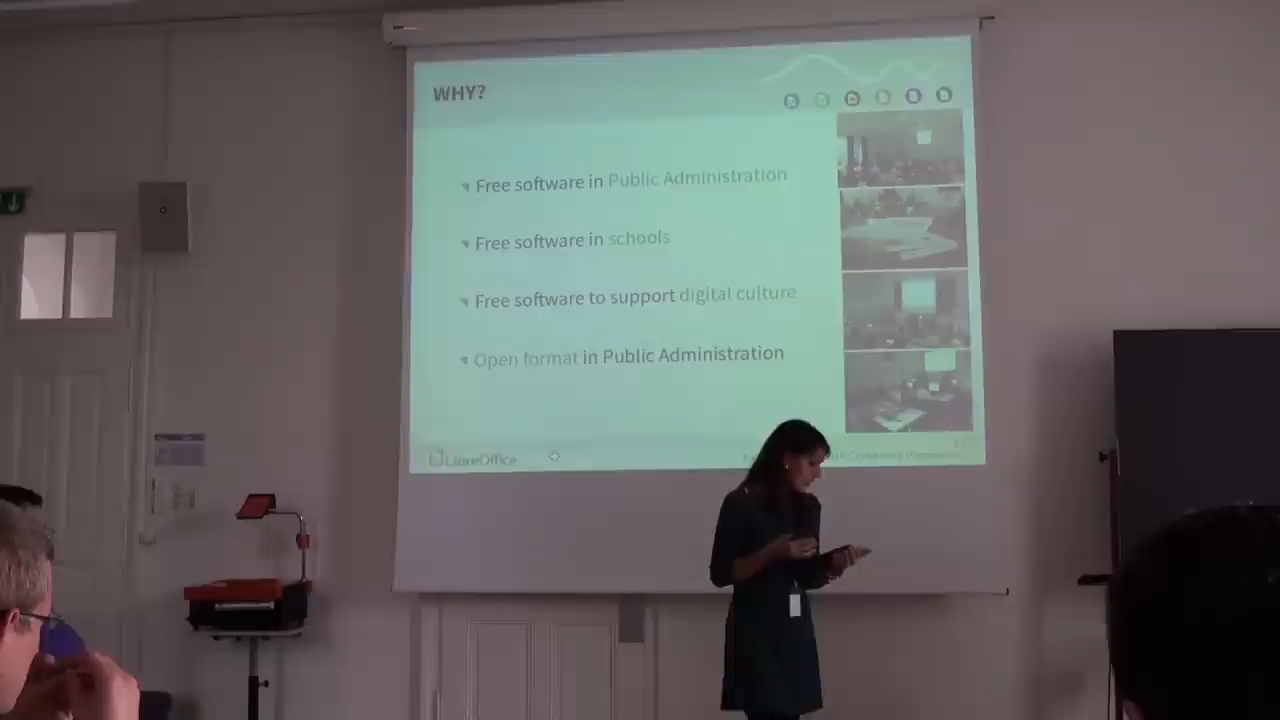 WHY?
Free software in Public Administration
Free software in schools
Free software to support digital culture
Open format in Public Administration
LibreOffice